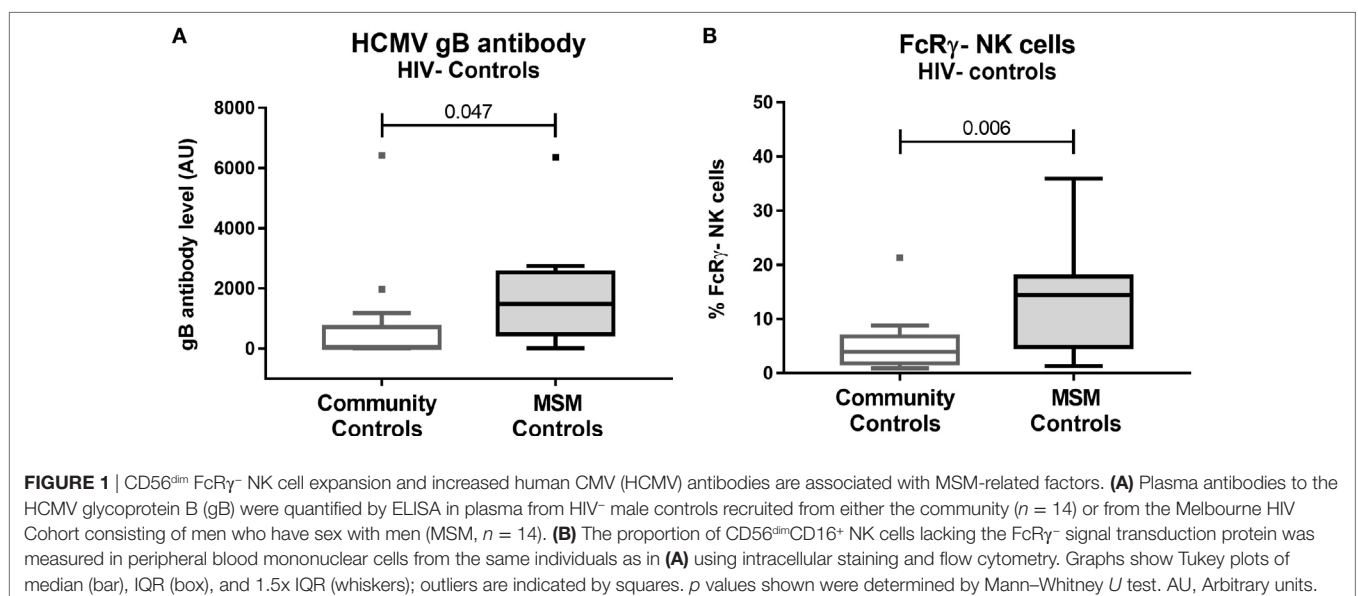 A
HCMV gB antibody
HIV- Controls
gB antibody level (AU)
8000
6000
4000
2000
0
0.047
Community
Controls
MSM
Controls
B
FcRγ- NK cells
HIV- controls
% FcRγ- NK cells
50
40
30
20
10
0
0.006
Community
Controls
MSM
Controls
FIGURE 1 | CD56dim FcRγ− NK cell expansion and increased human CMV (HCMV) antibodies are associated with MSM-related factors. (A) Plasma antibodies to the
HCMV glycoprotein B (gB) were quantified by ELISA in plasma from HIV− male controls recruited from either the community (n = 14) or from the Melbourne HIV
Cohort consisting of men who have sex with men (MSM, n = 14). (B) The proportion of CD56dimCD16+ NK cells lacking the FcRγ− signal transduction protein was
measured in peripheral blood mononuclear cells from the same individuals as in (A) using intracellular staining and flow cytometry. Graphs show Tukey plots of
median (bar), IQR (box), and 1.5x IQR (whiskers); outliers are indicated by squares. p values shown were determined by Mann–Whitney U test. AU, Arbitrary units.